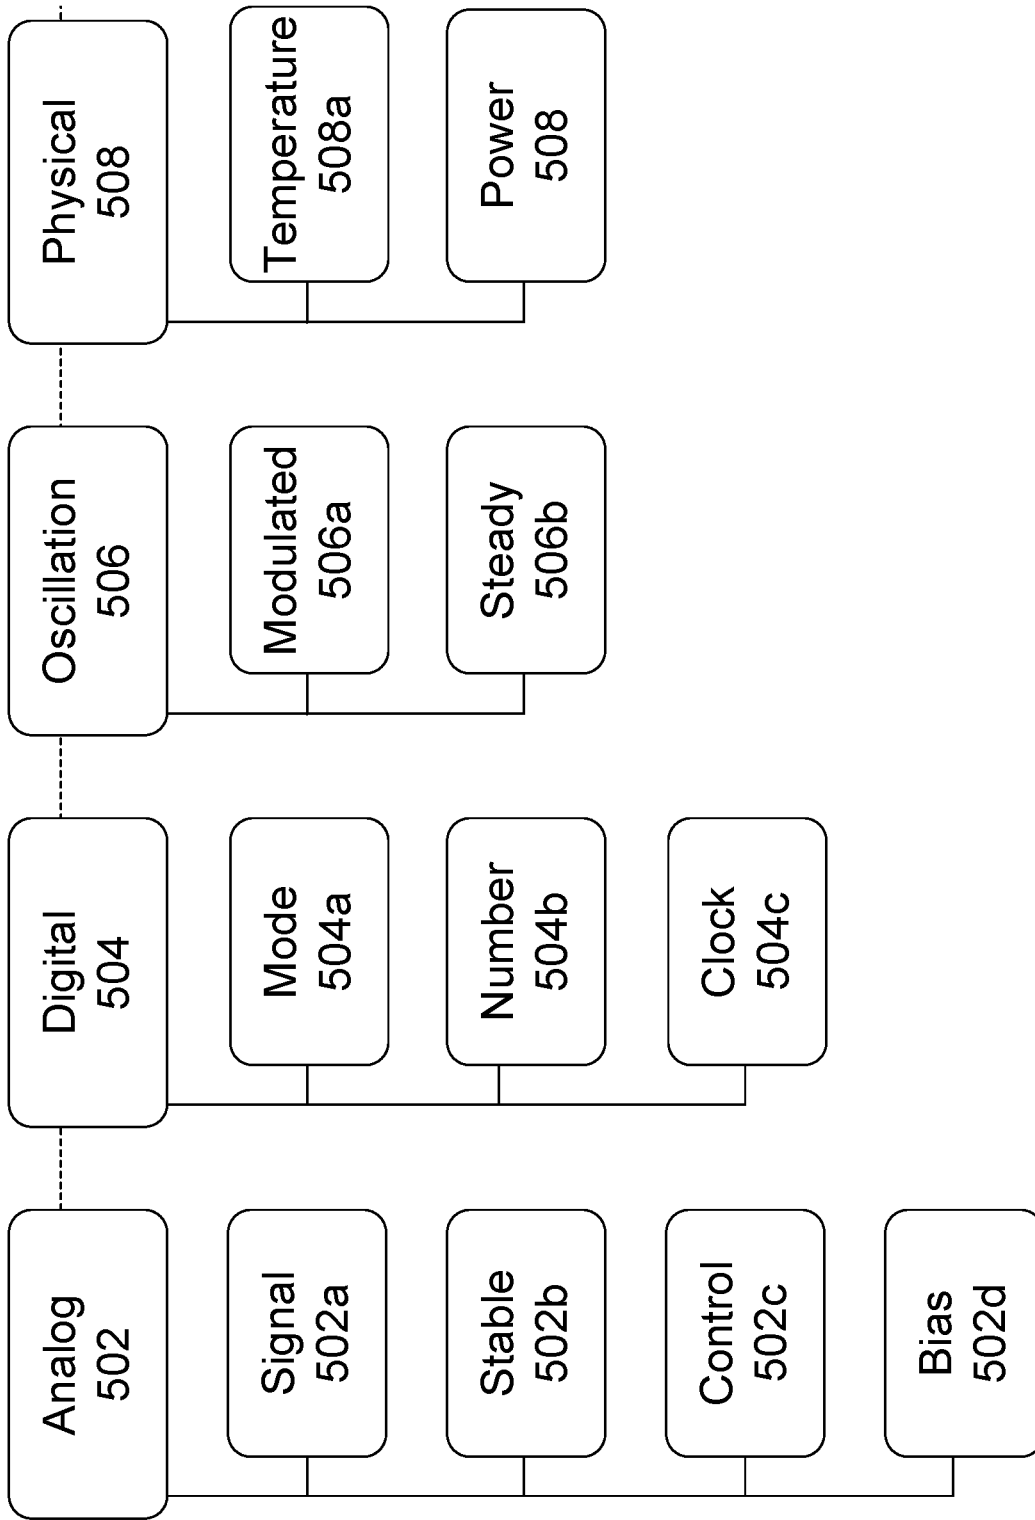 Analog
502
Signal
502a
Stable
502b
Control
502c
Bias
502d
Digital
504
Mode
504a
Number
504b
Clock
504c
Oscillation
506
Modulated
506a
Steady
506b
Physical
508
Temperature
508a
Power
508